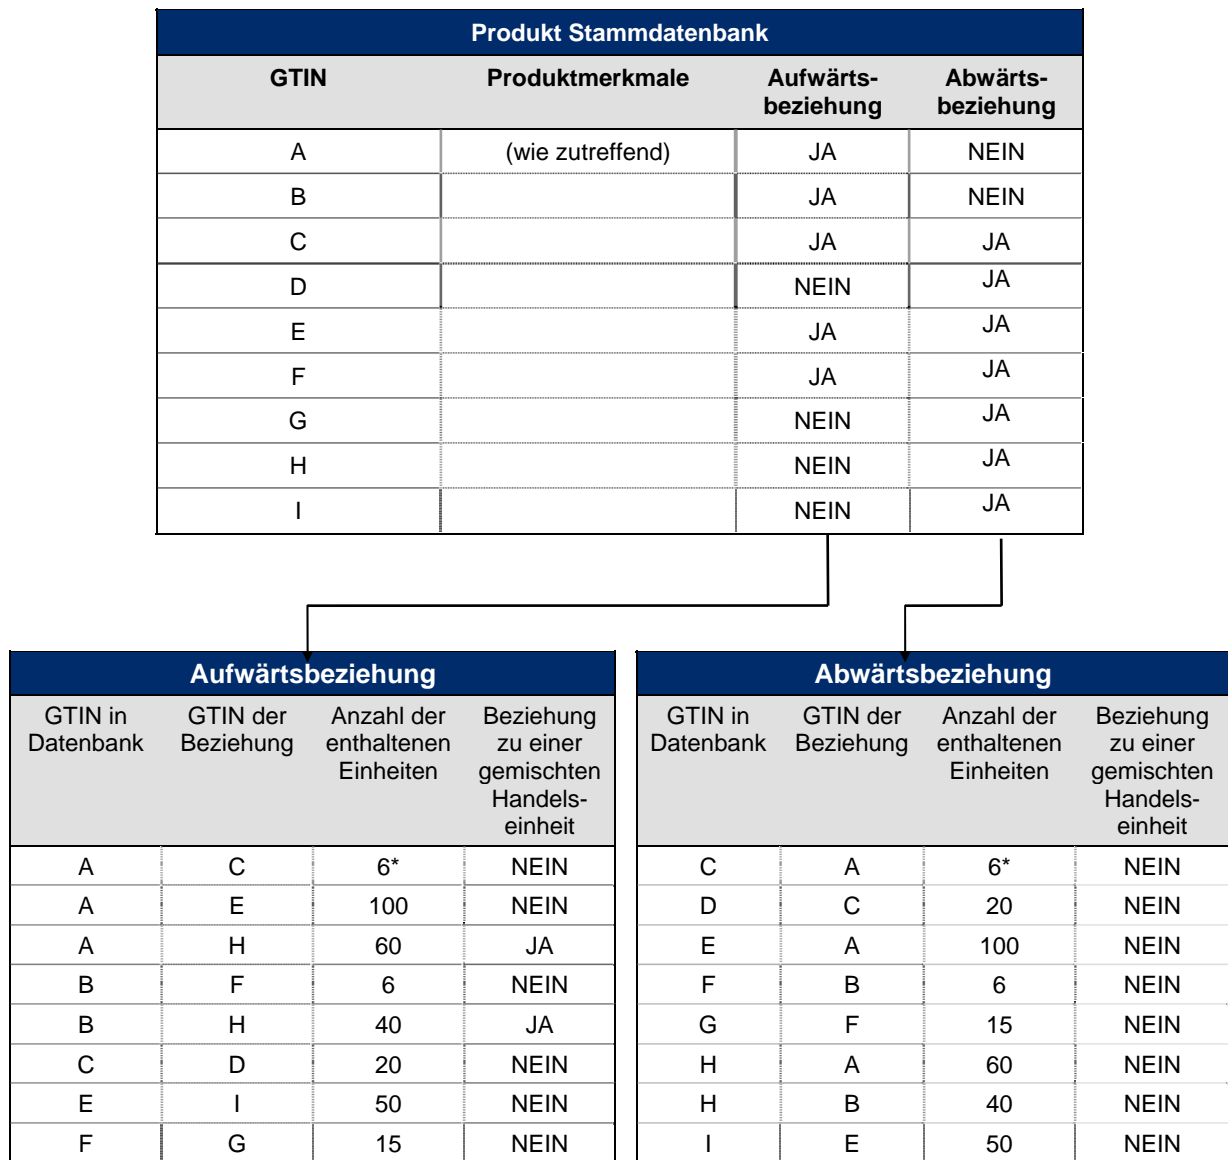 Produkt Stammdatenbank
GTIN Produktmerkmale Aufwärts- Abwärts-
beziehung beziehung
A (wie zutreffend) JA NEIN
B JA NEIN
C JA JA
D NEIN JA
E JA JA
F JA JA
G NEIN JA
H NEIN JA
I NEIN JA
Aufwärtsbeziehung
GTIN in GTIN der Anzahl der Beziehung
Datenbank Beziehung enthaltenen zu einer
Einheiten gemischten
Handels-
einheit
A C 6* NEIN
A E 100 NEIN
A H 60 JA
B F 6 NEIN
B H 40 JA
C D 20 NEIN
E I 50 NEIN
F G 15 NEIN
Abwärtsbeziehung
GTIN in GTIN der Anzahl der Beziehung
Datenbank Beziehung enthaltenen zu einer
Einheiten gemischten
Handels-
einheit
C A 6* NEIN
D C 20 NEIN
E A 100 NEIN
F B 6 NEIN
G F 15 NEIN
H A 60 NEIN
H B 40 NEIN
I E 50 NEIN